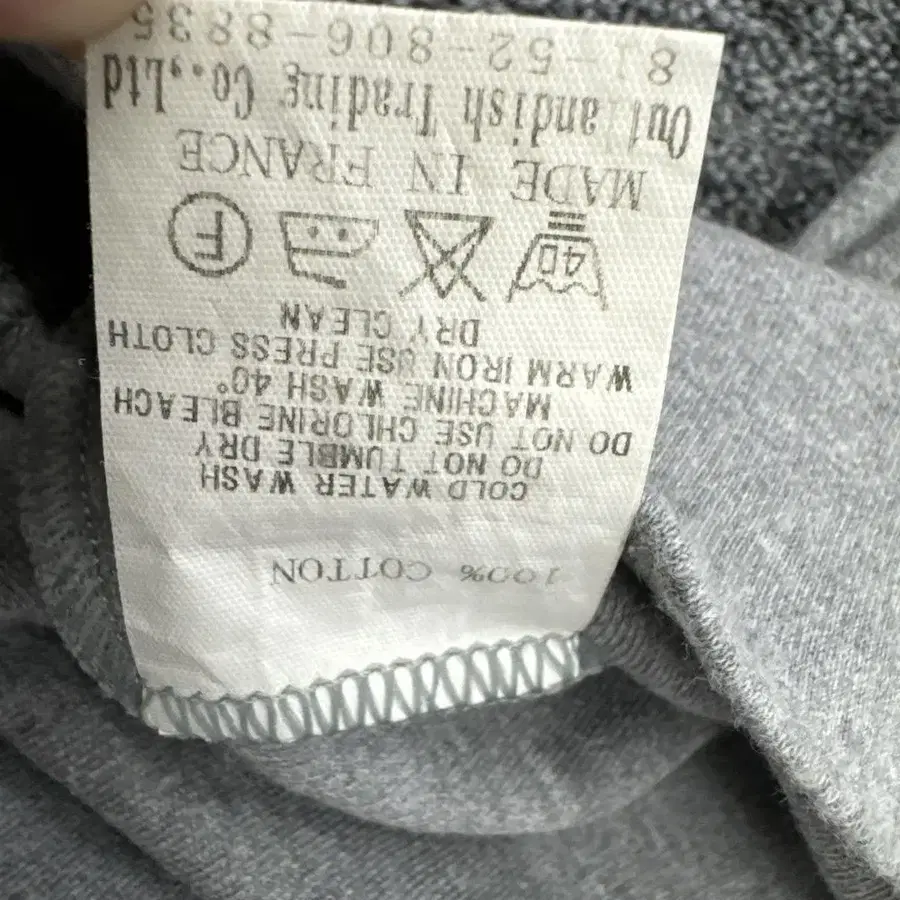 100% COTTON
COLD WATER WASH
DO NOT TUMBLE DRY
DO NOT USE CHLORINE BLEACH
MACHINE WASH 40°
WARM IRON USE PRESS CLOTH
DRY CLEAN
40 F
MADE IN FRANCE
Outlandish Trading Co.,Ltd
81-52-806-8835